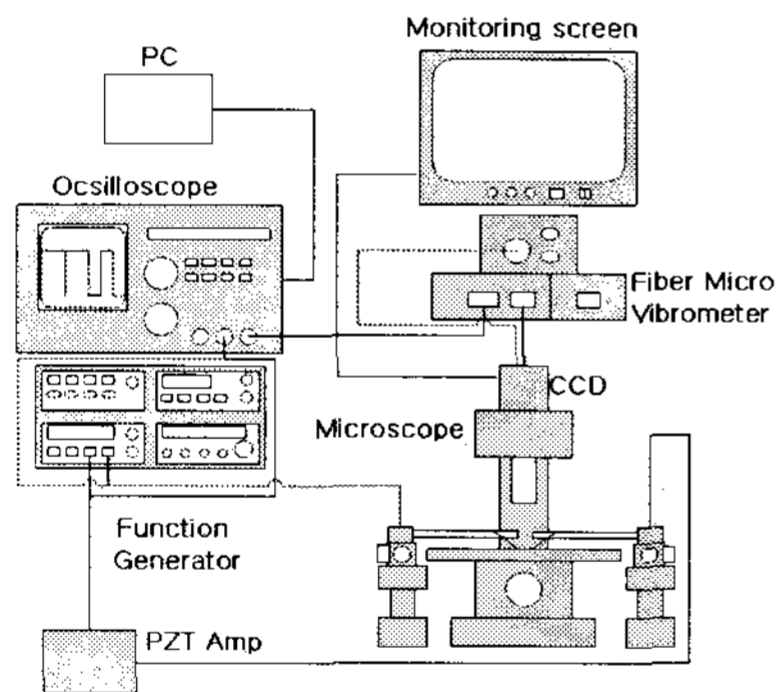 Monitoring screen
PC
Ocsilloscope
Fiber Micro
Vibrometer
CCD
Microscope
Function
Generator
PZT Amp